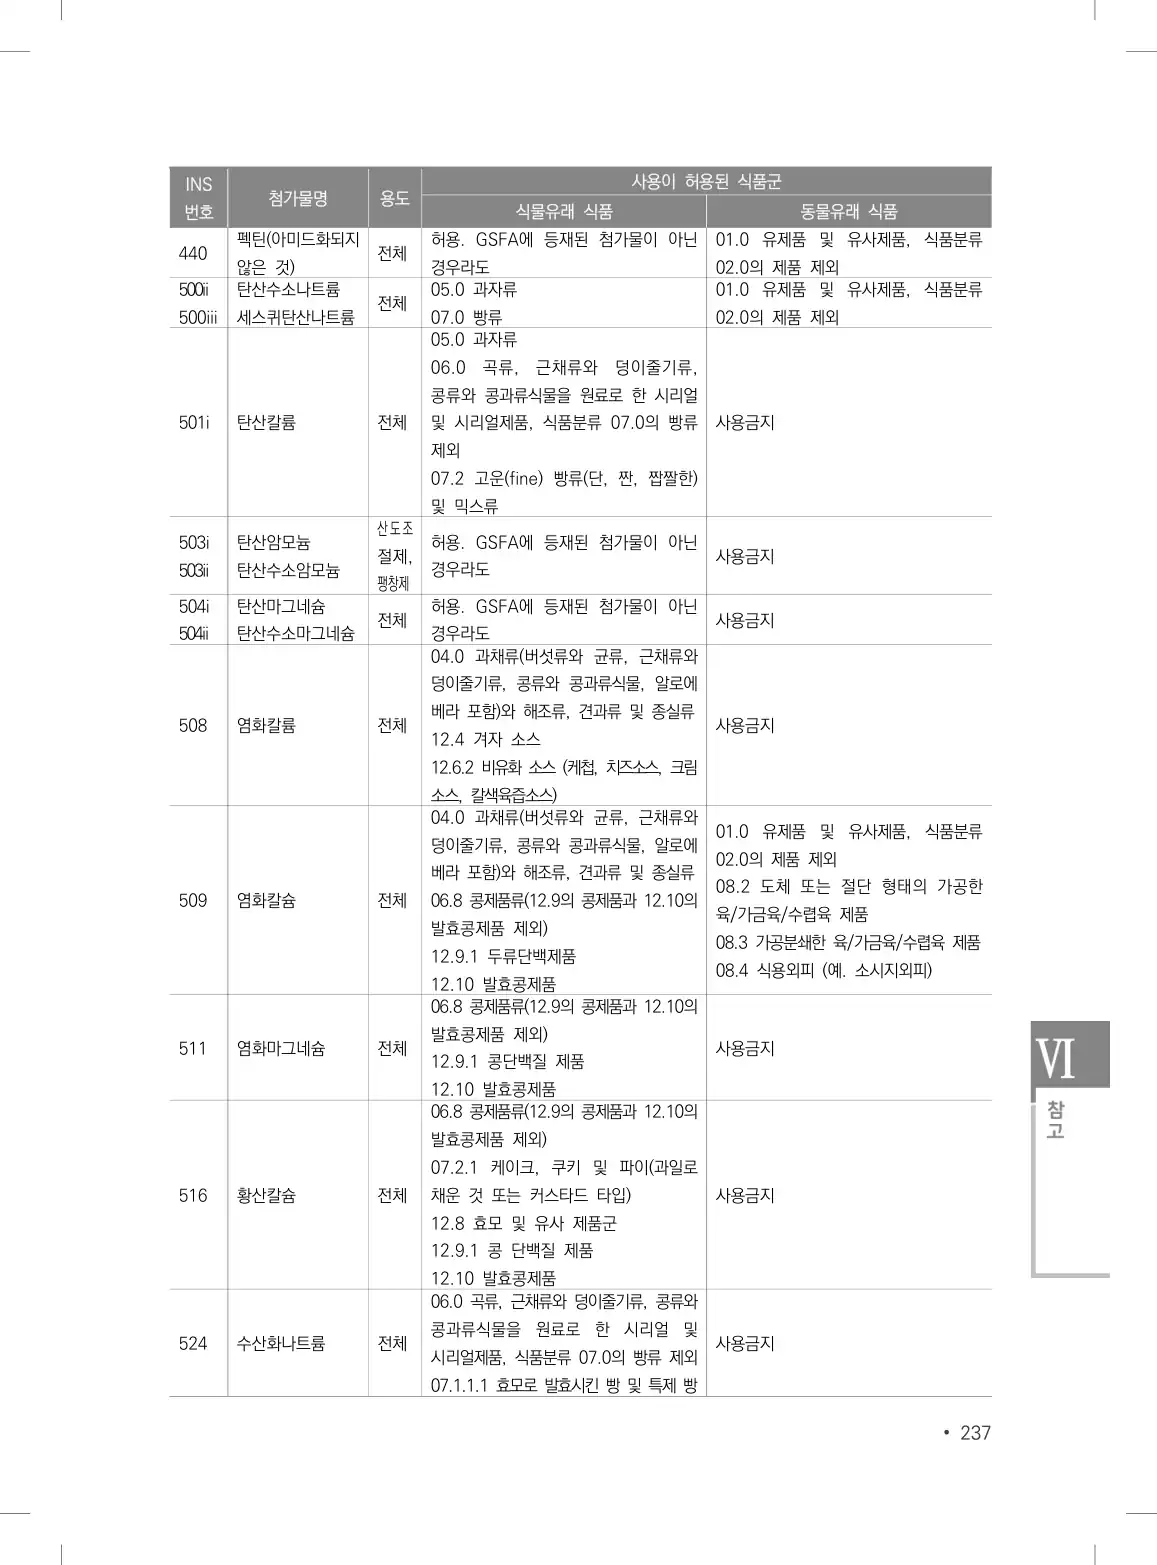 INS 번호 첨가물명 용도 사용이 허용된 식품군
식물유래 식품 동물유래 식품
440 펙틴(아미드화되지 않은 것) 전체
허용. GSFA에 등재된 첨가물이 아닌
경우라도
01.0 유제품 및 유사제품, 식품분류
02.0의 제품 제외
500ii 탄산수소나트륨
500iii 세스퀴탄산나트륨
전체
05.0 과자류
07.0 빵류
01.0 유제품 및 유사제품, 식품분류
02.0의 제품 제외
501i 탄산칼륨 전체
05.0 과자류
06.0 곡류, 근채류와 덩이줄기류,
콩류와 콩과류식물을 원료로 한 시리얼
및 시리얼제품, 식품분류 07.0의 빵류
제외
07.2 고운(fine) 빵류(단, 짠, 짭짤한)
및 믹스류
사용금지
503i 탄산암모늄
503ii 탄산수소암모늄
산도조
절제,
팽창제
허용. GSFA에 등재된 첨가물이 아닌
경우라도
사용금지
504i 탄산마그네슘
504ii 탄산수소마그네슘
전체
허용. GSFA에 등재된 첨가물이 아닌
경우라도
사용금지
508 염화칼륨 전체
04.0 과채류(버섯류와 균류, 근채류와
덩이줄기류, 콩류와 콩과류식물, 알로에
베라 포함)와 해조류, 견과류 및 종실류
12.4 겨자 소스
12.6.2 비유화 소스 (케첩, 치즈소스, 크림
소스, 칼색육즙소스)
사용금지
509 염화칼슘 전체
04.0 과채류(버섯류와 균류, 근채류와
덩이줄기류, 콩류와 콩과류식물, 알로에
베라 포함)와 해조류, 견과류 및 종실류
06.8 콩제품류(12.9의 콩제품과 12.10의
발효콩제품 제외)
12.9.1 두류단백제품
12.10 발효콩제품
01.0 유제품 및 유사제품, 식품분류
02.0의 제품 제외
08.2 도체 또는 절단 형태의 가공한
육/가금육/수렵육 제품
08.3 가공분쇄한 육/가금육/수렵육 제품
08.4 식용외피 (예. 소시지외피)
511 염화마그네슘 전체
06.8 콩제품류(12.9의 콩제품과 12.10의
발효콩제품 제외)
12.9.1 콩단백질 제품
12.10 발효콩제품
사용금지
516 황산칼슘 전체
06.8 콩제품류(12.9의 콩제품과 12.10의
발효콩제품 제외)
07.2.1 케이크, 쿠키 및 파이(과일로
채운 것 또는 커스타드 타입)
12.8 효모 및 유사 제품군
12.9.1 콩 단백질 제품
12.10 발효콩제품
사용금지
524 수산화나트륨 전체
06.0 곡류, 근채류와 덩이줄기류, 콩류와
콩과류식물을 원료로 한 시리얼 및
시리얼제품, 식품분류 07.0의 빵류 제외
07.1.1.1 효모로 발효시킨 빵 및 특제 빵
사용금지
Ⅵ
참고
• 237